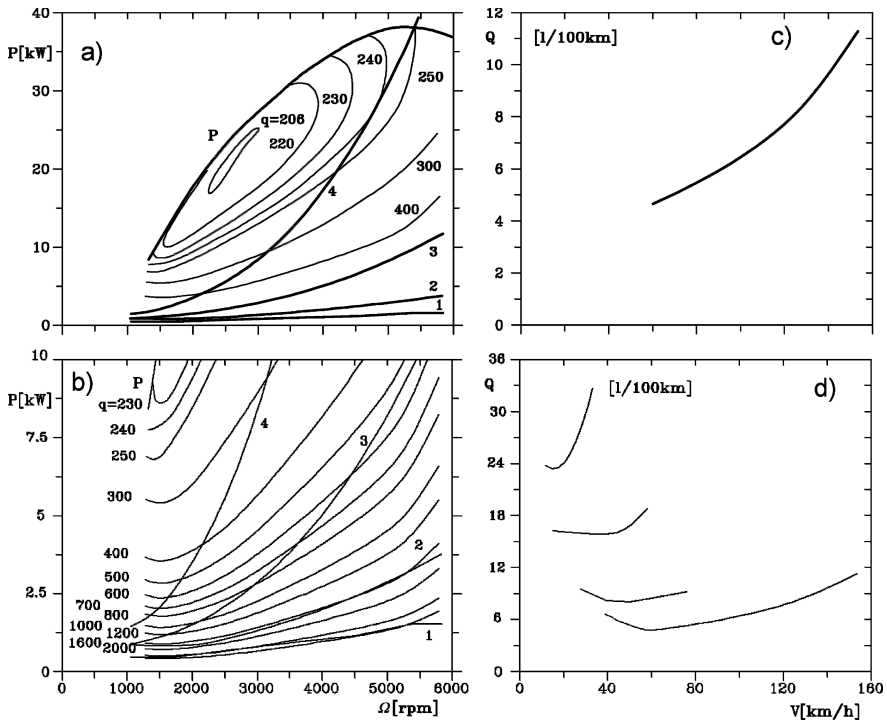 a)
P[kW]
40
30
20
10
0
P
q=206
220
230
240
250
300
400
4
3
2
1
c)
Q
[l/100km]
12
10
8
6
4
2
0
b)
P[kW]
10
7.5
5
2.5
0
P
q=230
240
250
300
400
500
600
700
800
1000
1200
1600
2000
4
3
2
1
0 1000 2000 3000 4000 5000 6000
Ω[rpm]
d)
Q
[l/100km]
36
30
24
18
12
6
0
0 40 80 120 160
V[km/h]